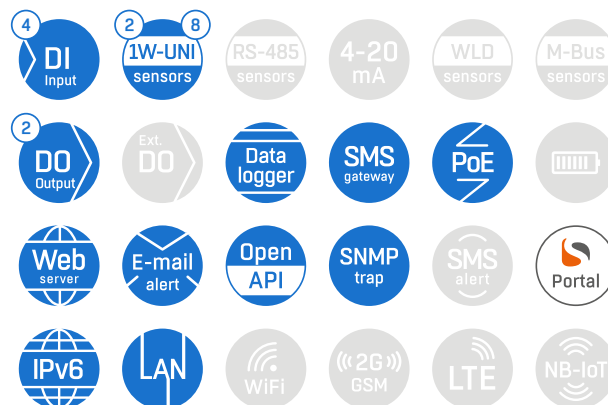 4
DI
Input
2 8
1W-UNI
sensors
RS-485
sensors
4-20
mA
WLD
sensors
M-Bus
sensors
2
DO
Output
Ext.
DO
Data
logger
SMS
gateway
PoE
Web
server
E-mail
alert
Open
API
SNMP
trap
SMS
alert
Portal
IPv6
LAN
WiFi
2G
GSM
LTE
NB-IoT